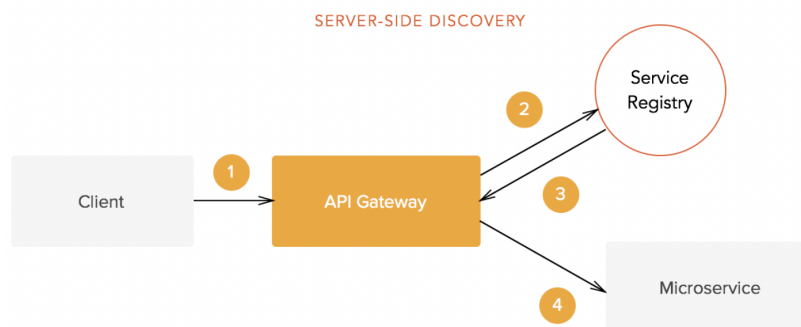 SERVER-SIDE DISCOVERY
Service
Registry
2
1
3
Client
API Gateway
Microservice
4